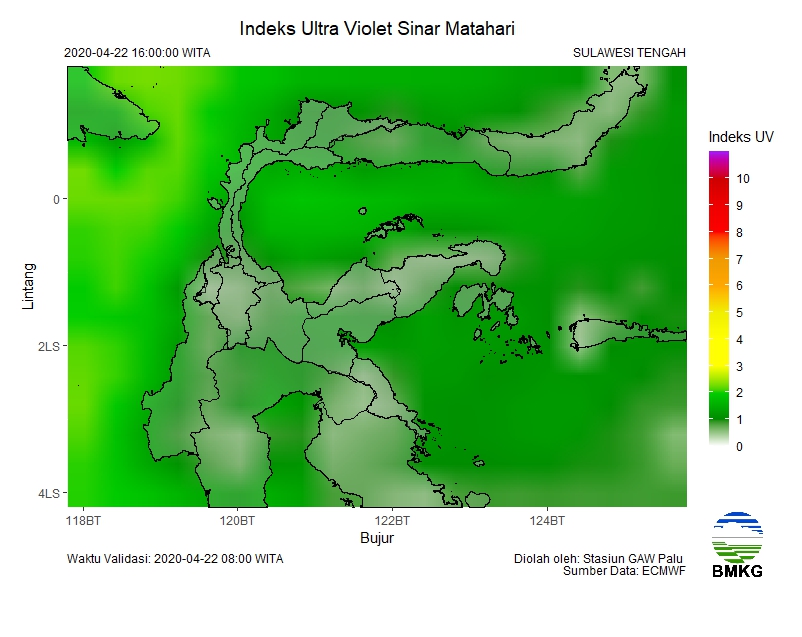 Indeks Ultra Violet Sinar Matahari
2020-04-22 16:00:00 WITA
SULAWESI TENGAH
Indeks UV
10
9
8
7
6
5
4
3
2
1
0
Lintang
0
2LS
4LS
118BT
120BT
122BT
124BT
Bujur
Waktu Validasi: 2020-04-22 08:00 WITA
Diolah oleh: Stasiun GAW Palu
Sumber Data: ECMWF
BMKG